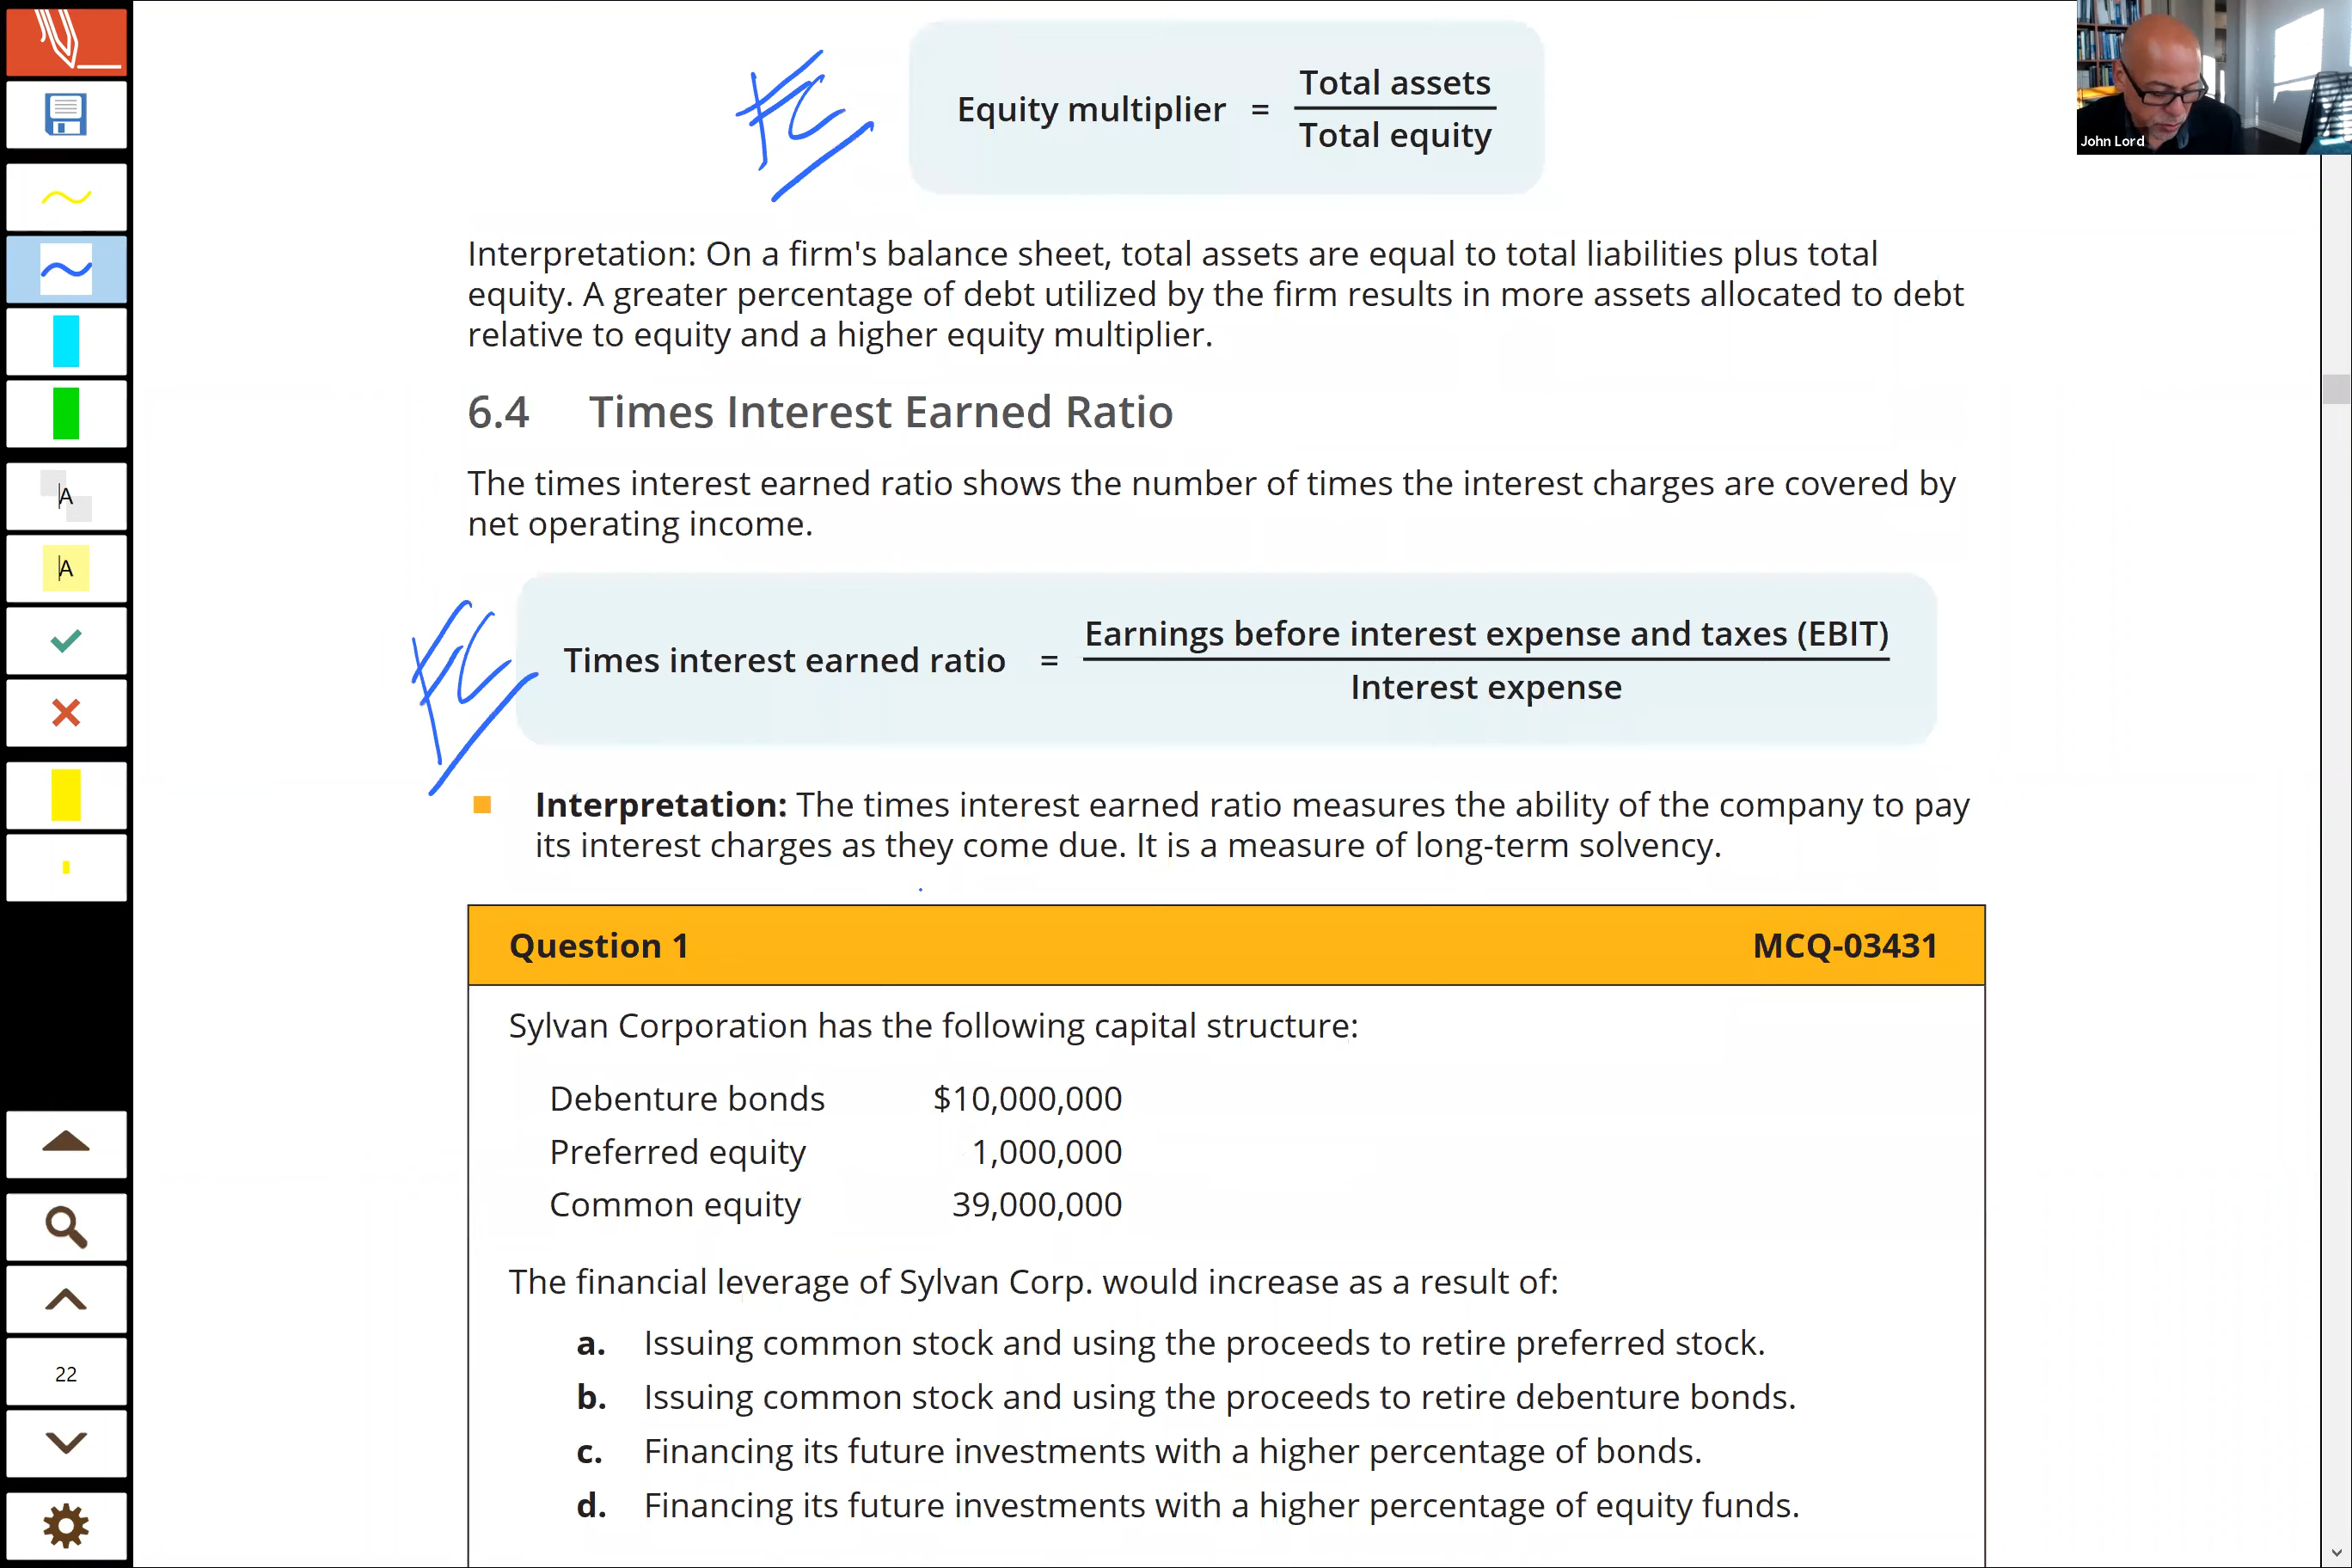 Equity multiplier = Total assets
Total equity
FC
John Lord
Interpretation: On a firm's balance sheet, total assets are equal to total liabilities plus total
equity. A greater percentage of debt utilized by the firm results in more assets allocated to debt
relative to equity and a higher equity multiplier.
6.4 Times Interest Earned Ratio
The times interest earned ratio shows the number of times the interest charges are covered by
net operating income.
FC
Times interest earned ratio = Earnings before interest expense and taxes (EBIT)
Interest expense
Interpretation: The times interest earned ratio measures the ability of the company to pay
its interest charges as they come due. It is a measure of long-term solvency.
Question 1 MCQ-03431
Sylvan Corporation has the following capital structure:
Debenture bonds $10,000,000
Preferred equity 1,000,000
Common equity 39,000,000
The financial leverage of Sylvan Corp. would increase as a result of:
a. Issuing common stock and using the proceeds to retire preferred stock.
b. Issuing common stock and using the proceeds to retire debenture bonds.
c. Financing its future investments with a higher percentage of bonds.
d. Financing its future investments with a higher percentage of equity funds.
A
A
22